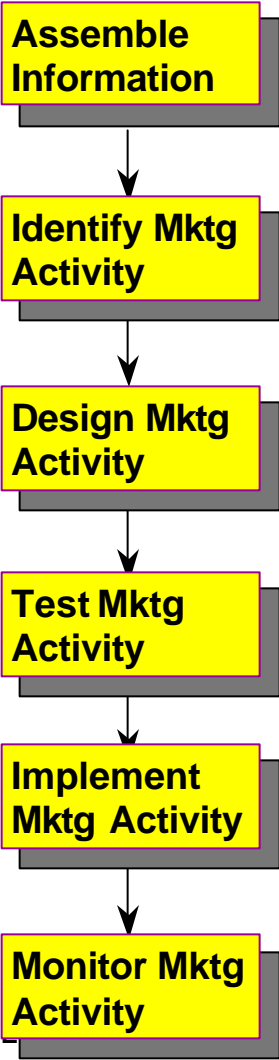 Assemble
Information
Identify Mktg
Activity
Design Mktg
Activity
Test Mktg
Activity
Implement
Mktg Activity
Monitor Mktg
Activity